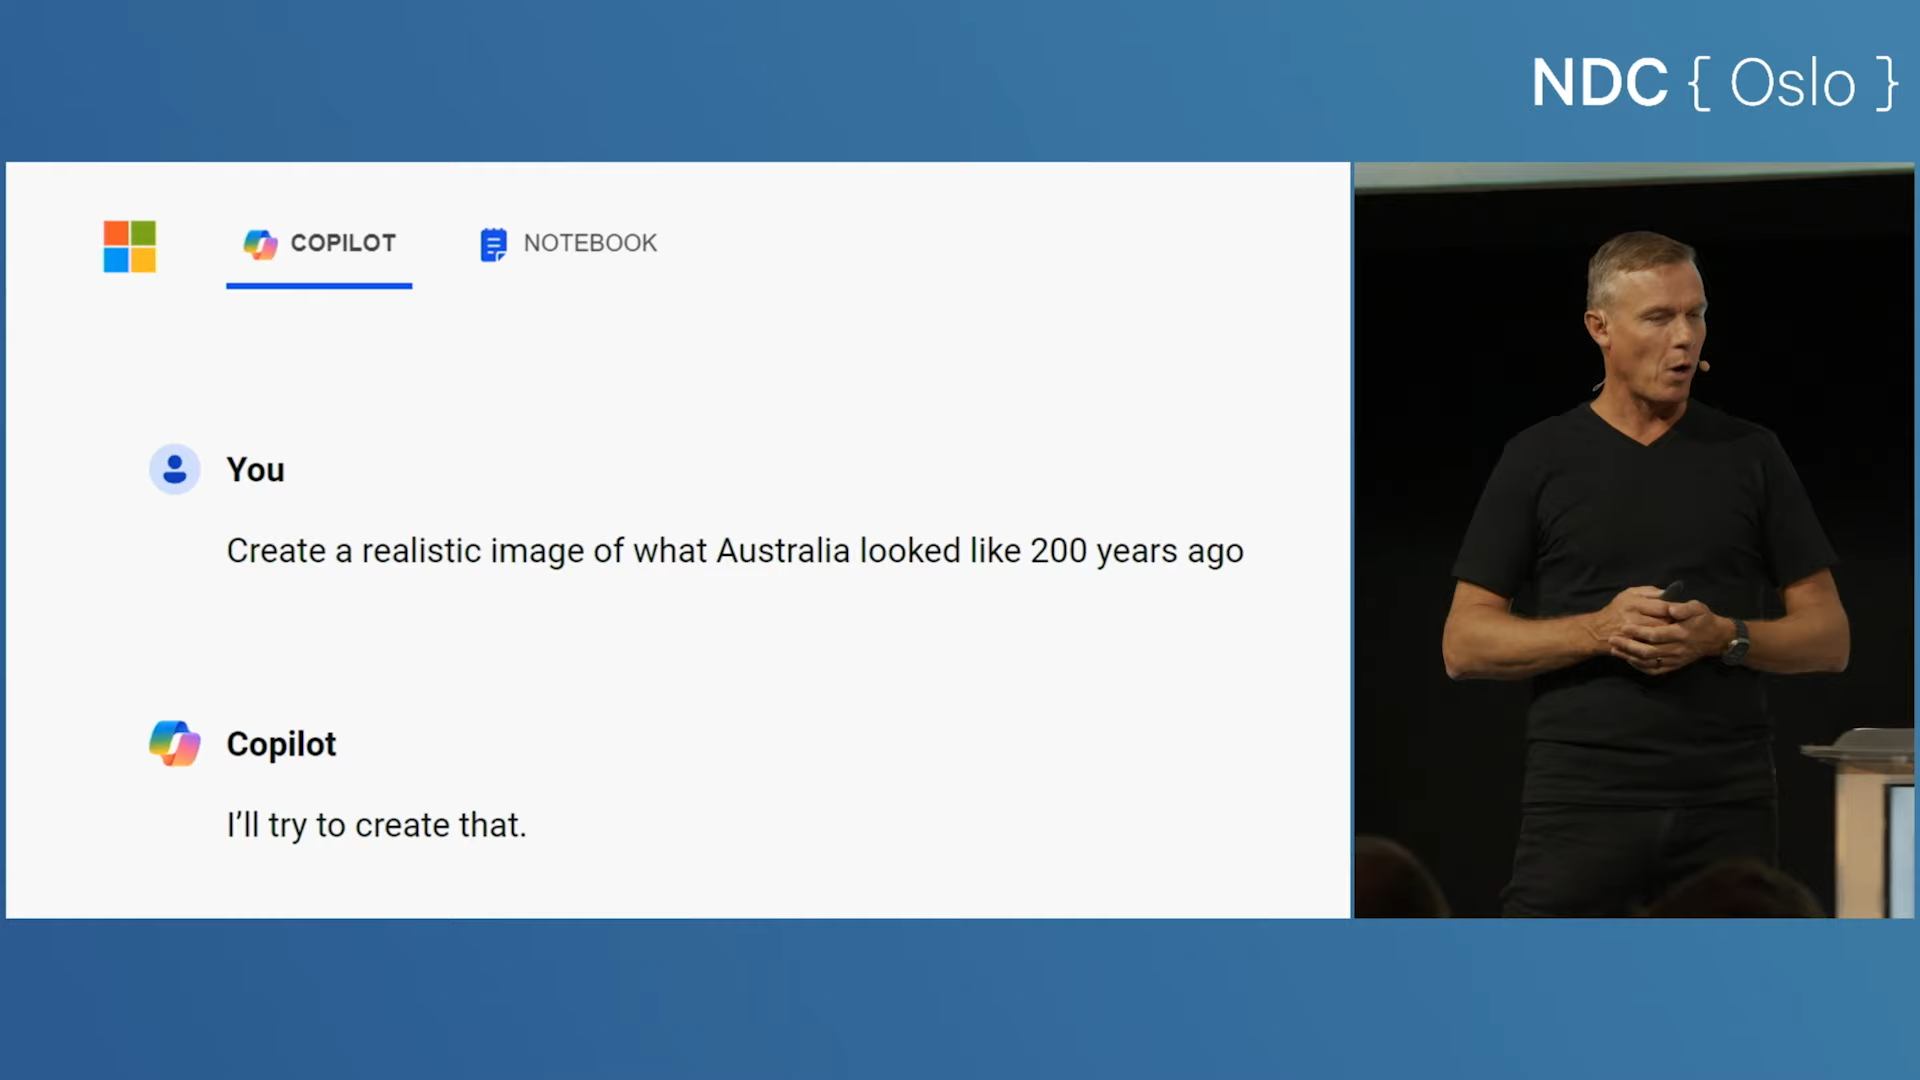 NDC { Oslo }
COPILOT
NOTEBOOK
You
Create a realistic image of what Australia looked like 200 years ago
Copilot
I’ll try to create that.